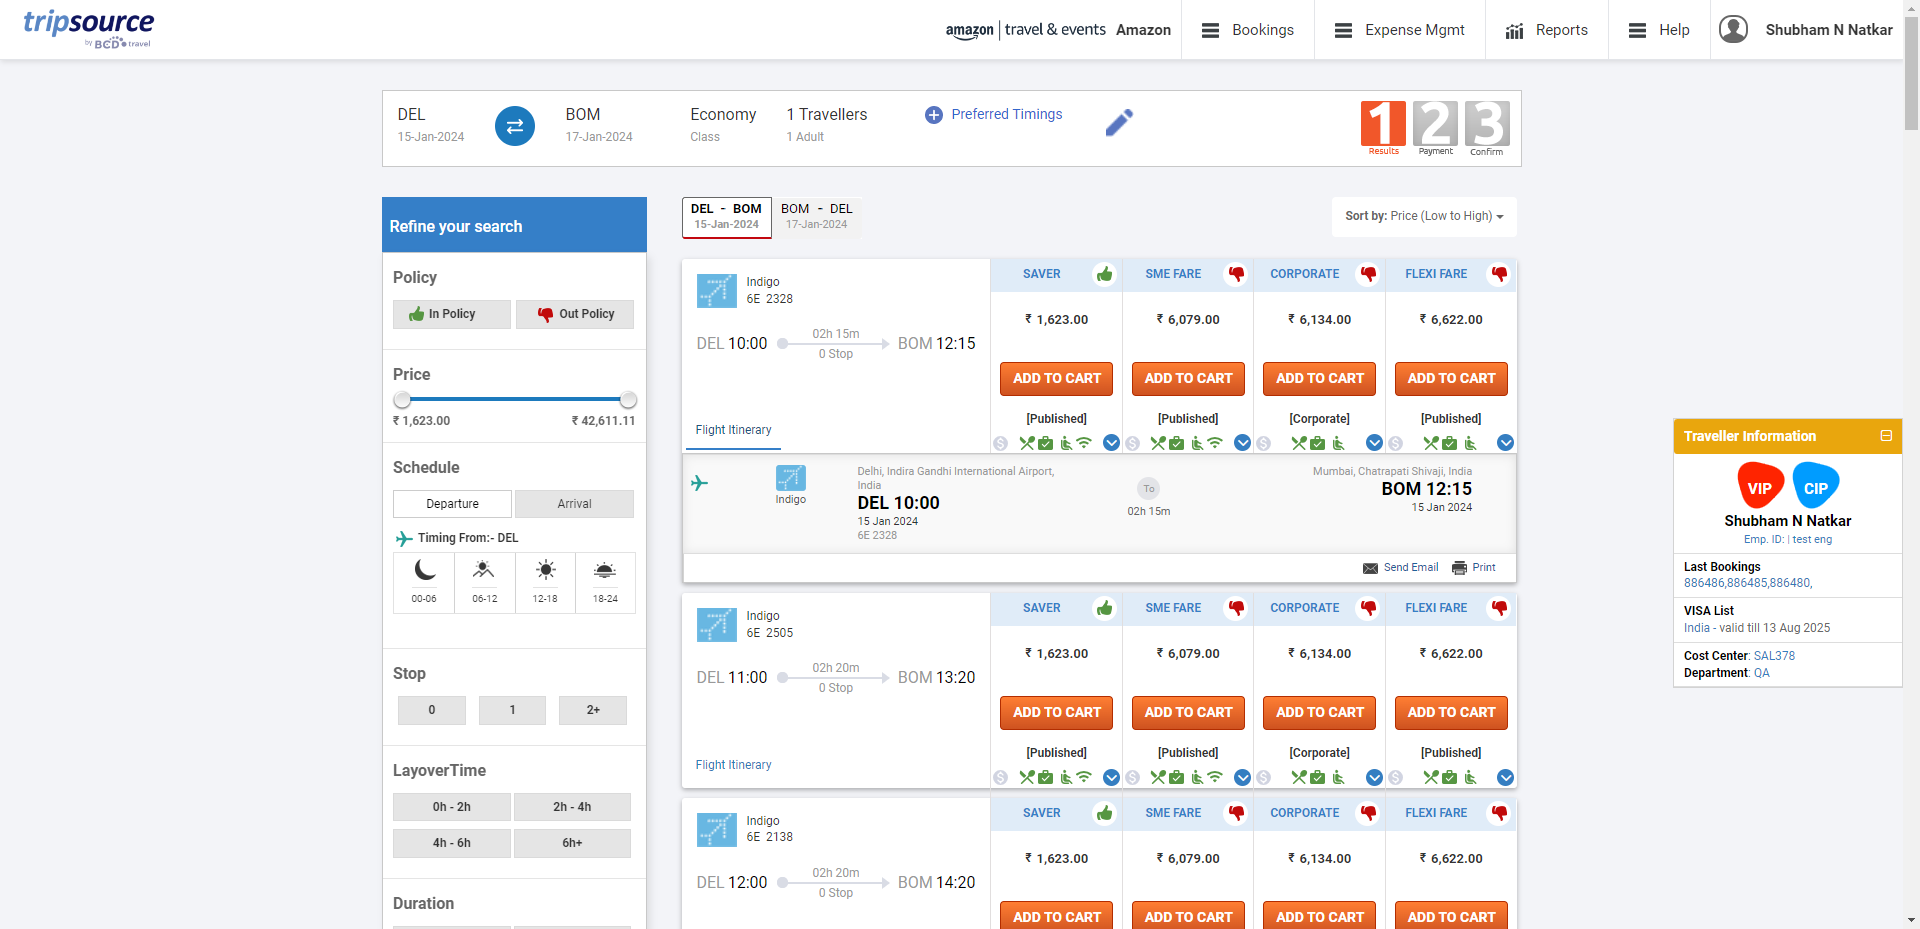 tripsource
by BCD travel
amazon | travel & events Amazon
Bookings
Expense Mgmt
Reports
Help
Shubham N Natkar
DEL
15-Jan-2024
BOM
17-Jan-2024
Economy
Class
1 Travellers
1 Adult
Preferred Timings
1 2 3
Results Payment Confirm
Refine your search
Policy
In Policy Out Policy
Price
₹ 1,623.00 ₹ 42,611.11
Schedule
Departure Arrival
Timing From:- DEL
00-06 06-12 12-18 18-24
Stop
0 1 2+
LayoverTime
0h - 2h 2h - 4h
4h - 6h 6h+
Duration
DEL - BOM
15-Jan-2024
BOM - DEL
17-Jan-2024
Sort by: Price (Low to High)
Indigo
6E 2328
DEL 10:00
02h 15m
0 Stop
BOM 12:15
Flight Itinerary
SAVER SME FARE CORPORATE FLEXI FARE
₹ 1,623.00 ₹ 6,079.00 ₹ 6,134.00 ₹ 6,622.00
ADD TO CART ADD TO CART ADD TO CART ADD TO CART
[Published] [Published] [Corporate] [Published]
$ $ $ $
Indigo
Delhi, Indira Gandhi International Airport,
India
DEL 10:00
15 Jan 2024
6E 2328
To
02h 15m
Mumbai, Chatrapati Shivaji, India
BOM 12:15
15 Jan 2024
Send Email Print
Indigo
6E 2505
DEL 11:00
02h 20m
0 Stop
BOM 13:20
Flight Itinerary
SAVER SME FARE CORPORATE FLEXI FARE
₹ 1,623.00 ₹ 6,079.00 ₹ 6,134.00 ₹ 6,622.00
ADD TO CART ADD TO CART ADD TO CART ADD TO CART
[Published] [Published] [Corporate] [Published]
$ $ $ $
Indigo
6E 2138
DEL 12:00
02h 20m
0 Stop
BOM 14:20
SAVER SME FARE CORPORATE FLEXI FARE
₹ 1,623.00 ₹ 6,079.00 ₹ 6,134.00 ₹ 6,622.00
ADD TO CART ADD TO CART ADD TO CART ADD TO CART
Traveller Information
VIP CIP
Shubham N Natkar
Emp. ID: | test eng
Last Bookings
886486,886485,886480,
VISA List
India - valid till 13 Aug 2025
Cost Center: SAL378
Department: QA